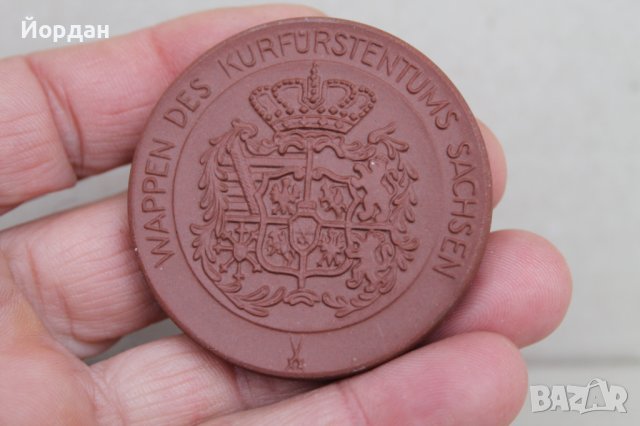 Йордан
WAPPEN DES KURFÜRSTENTUMS SACHSEN
BAZAR